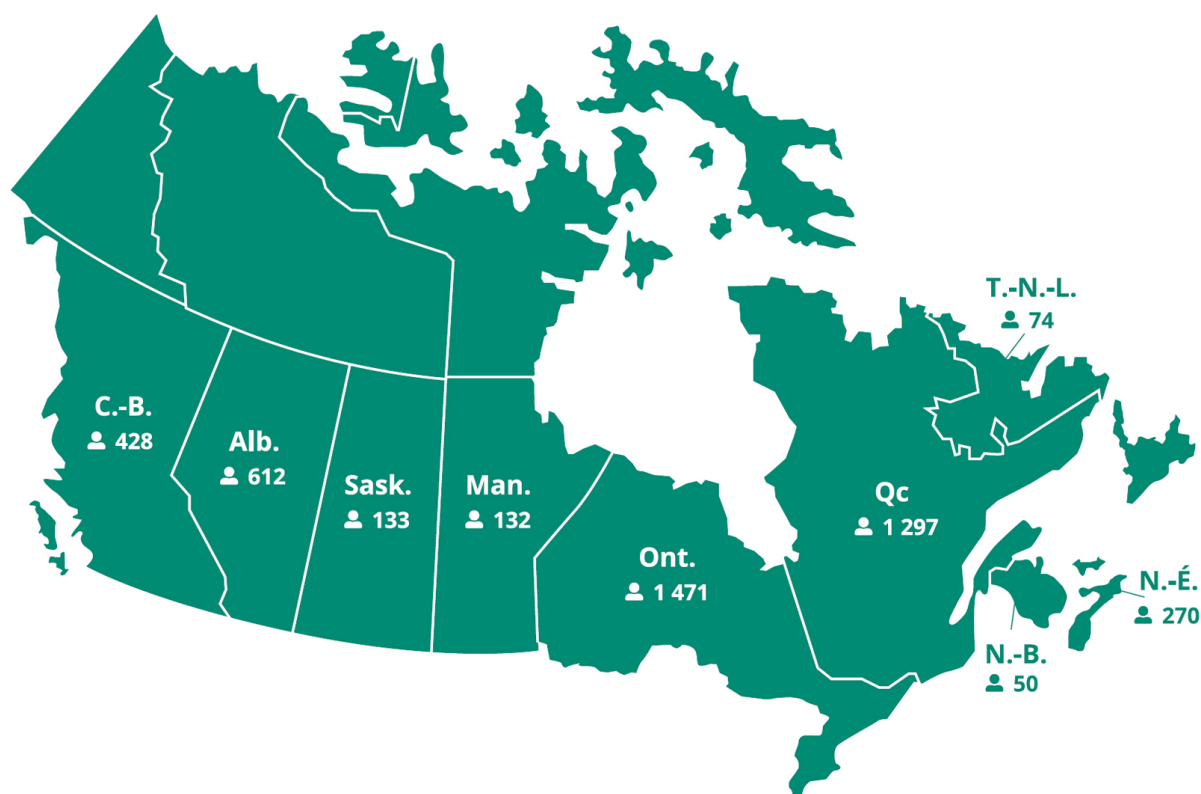 T.-N.-L.
74
C.-B.
428
Alb.
612
Sask.
133
Man.
132
Ont.
1 471
Qc
1 297
N.-É.
270
N.-B.
50